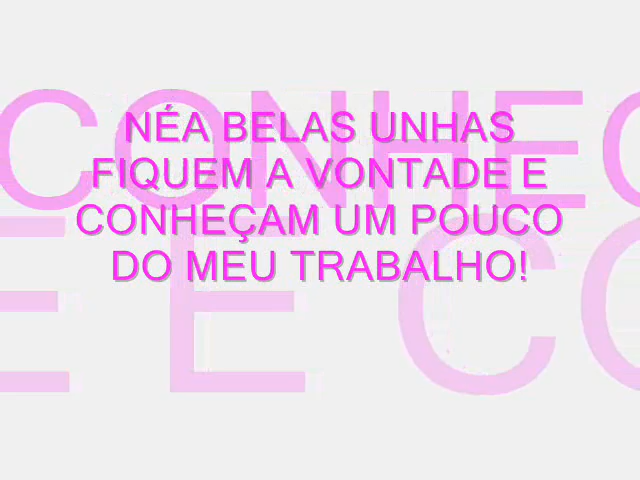 NÉA BELAS UNHAS
FIQUEM A VONTADE E
CONHEÇAM UM POUCO
DO MEU TRABALHO!